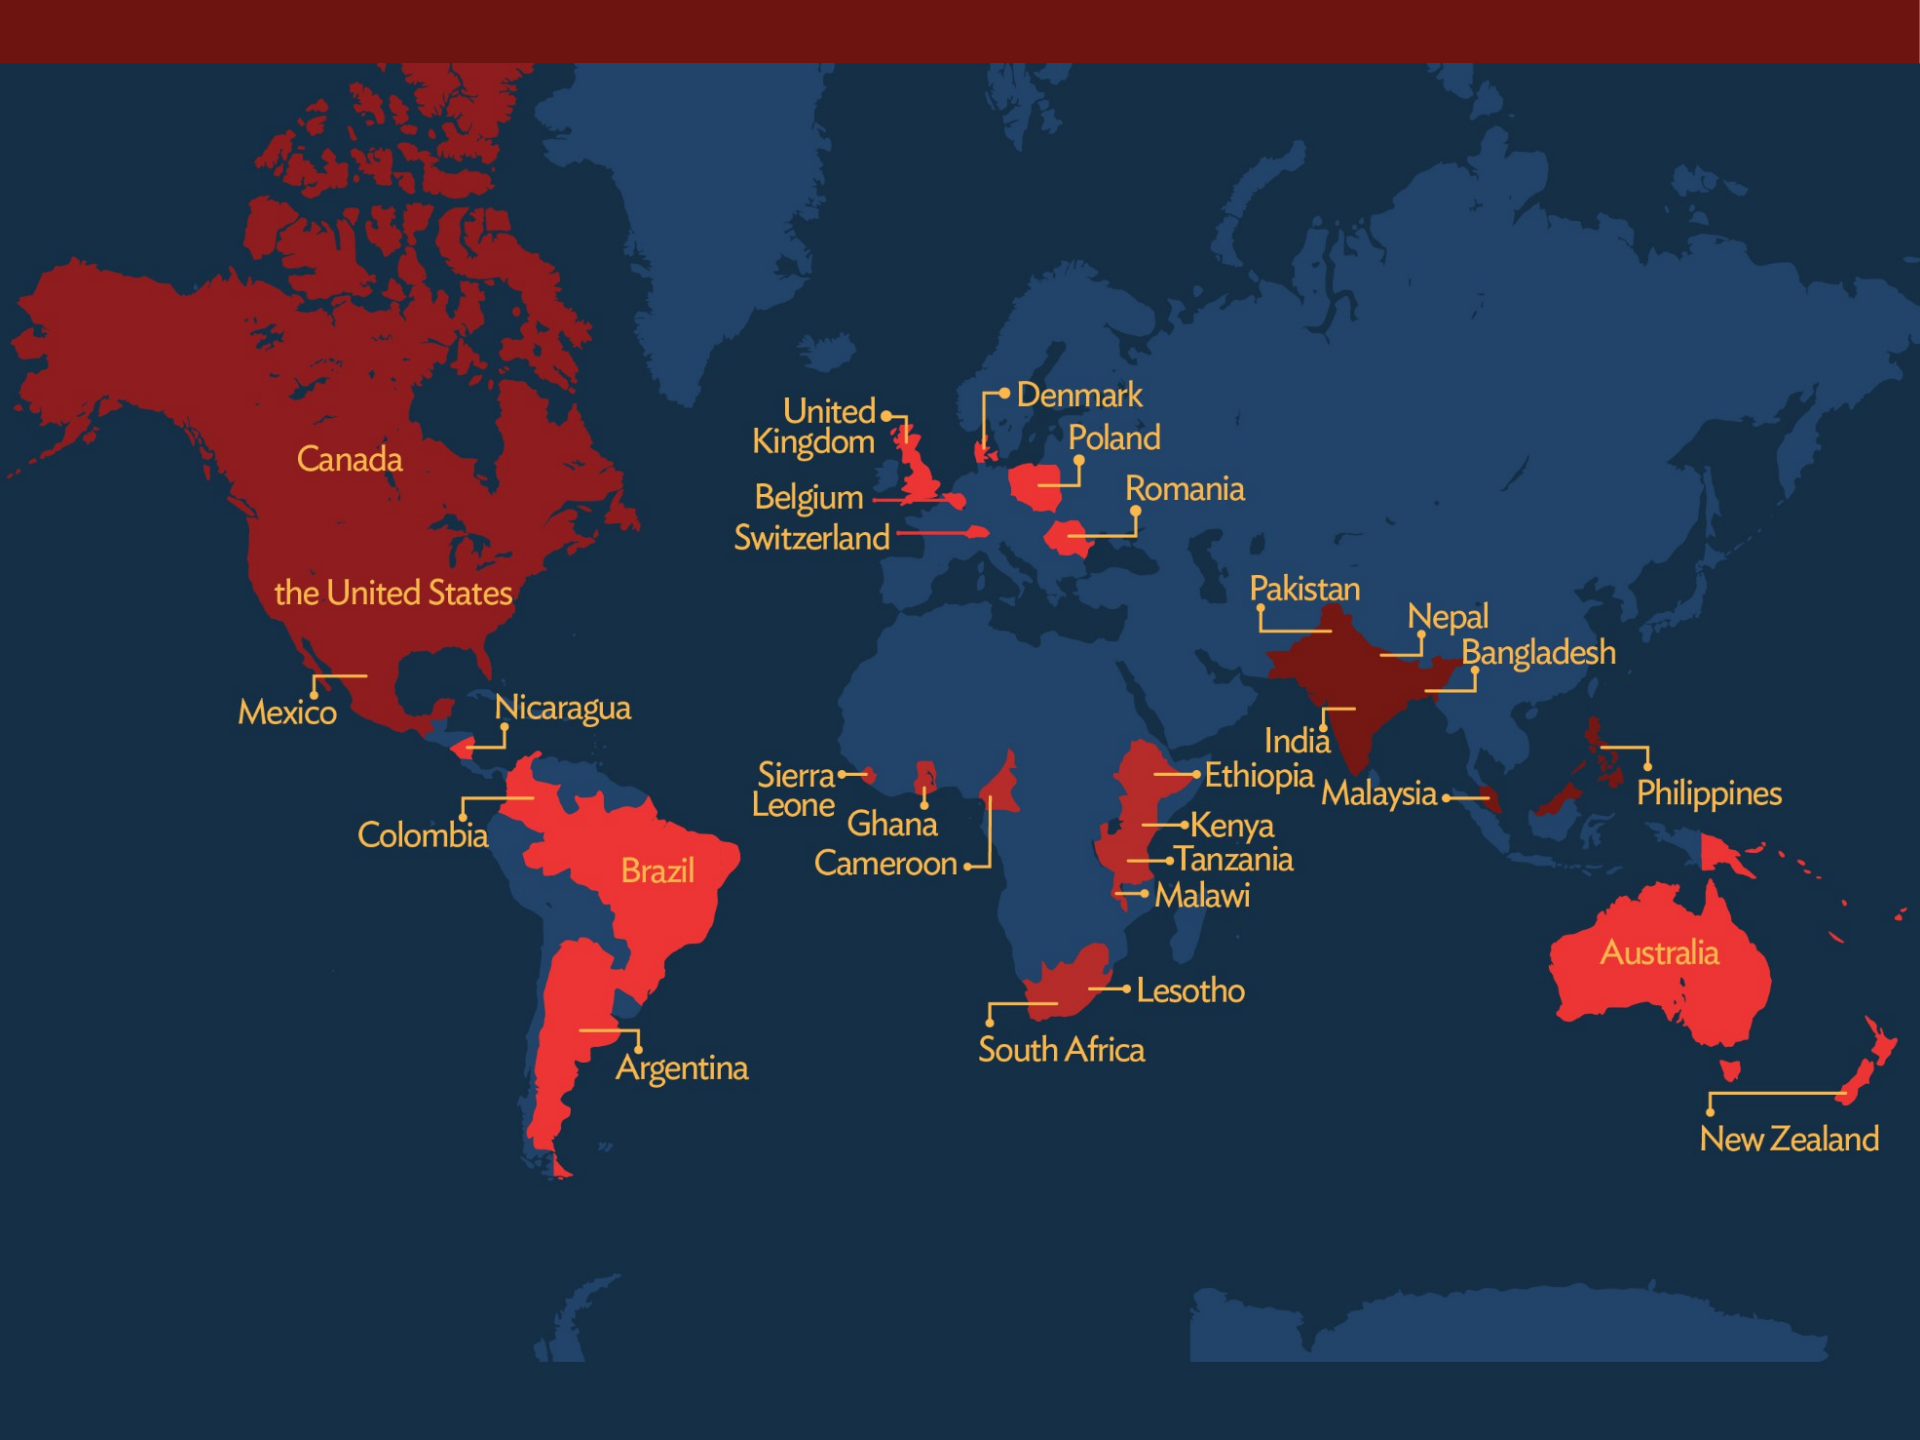 Canada
the United States
Mexico
Nicaragua
Colombia
Brazil
Argentina
United
Kingdom
Belgium
Switzerland
Denmark
Poland
Romania
Sierra
Leone
Ghana
Cameroon
Ethiopia
Kenya
Tanzania
Malawi
Lesotho
South Africa
Pakistan
Nepal
Bangladesh
India
Malaysia
Philippines
Australia
New Zealand